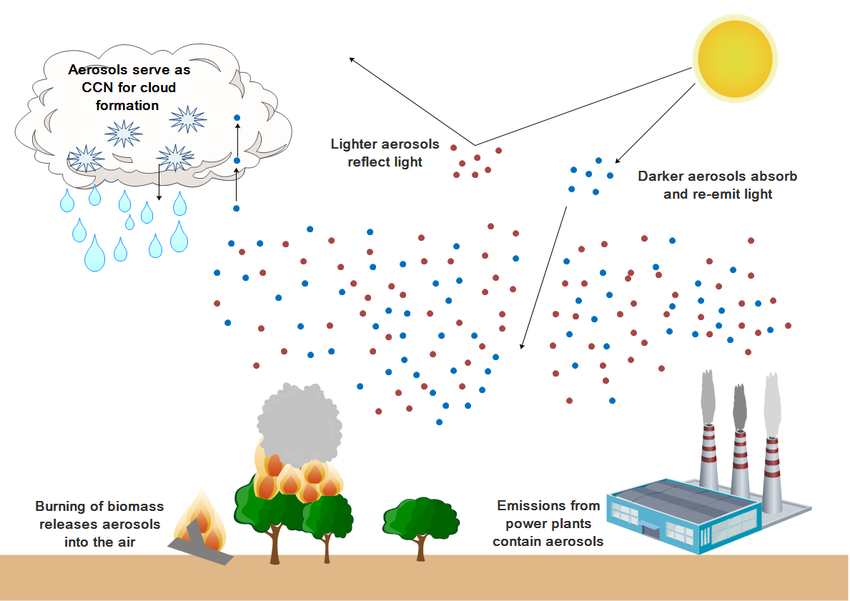 Aerosols serve as
CCN for cloud
formation
Lighter aerosols
reflect light
Darker aerosols absorb
and re-emit light
Burning of biomass
releases aerosols
into the air
Emissions from
power plants
contain aerosols